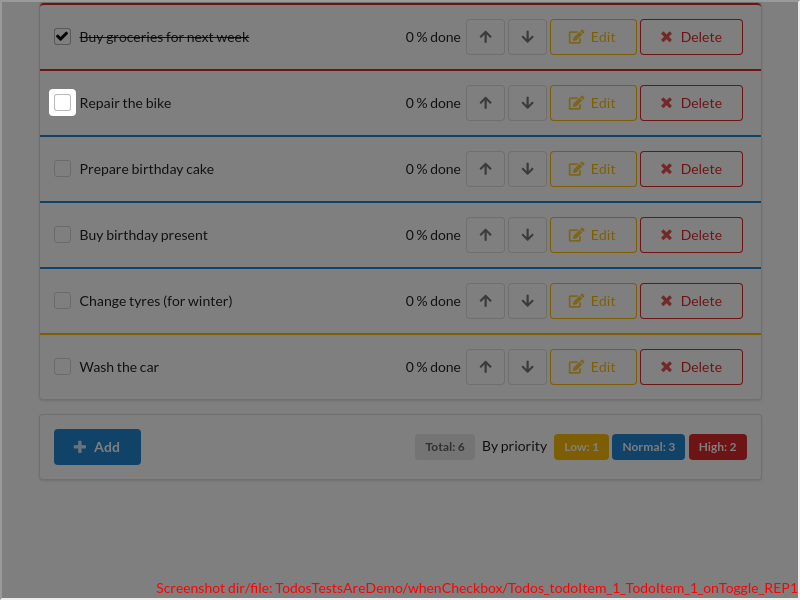 Buy groceries for next week 0 % done Edit Delete
Repair the bike 0 % done Edit Delete
Prepare birthday cake 0 % done Edit Delete
Buy birthday present 0 % done Edit Delete
Change tyres (for winter) 0 % done Edit Delete
Wash the car 0 % done Edit Delete
Add Total: 6 By priority Low: 1 Normal: 3 High: 2
Screenshot dir/file: TodosTestsAreDemo/whenCheckbox/Todos_todoItem_1_TodoItem_1_onToggle_REP1